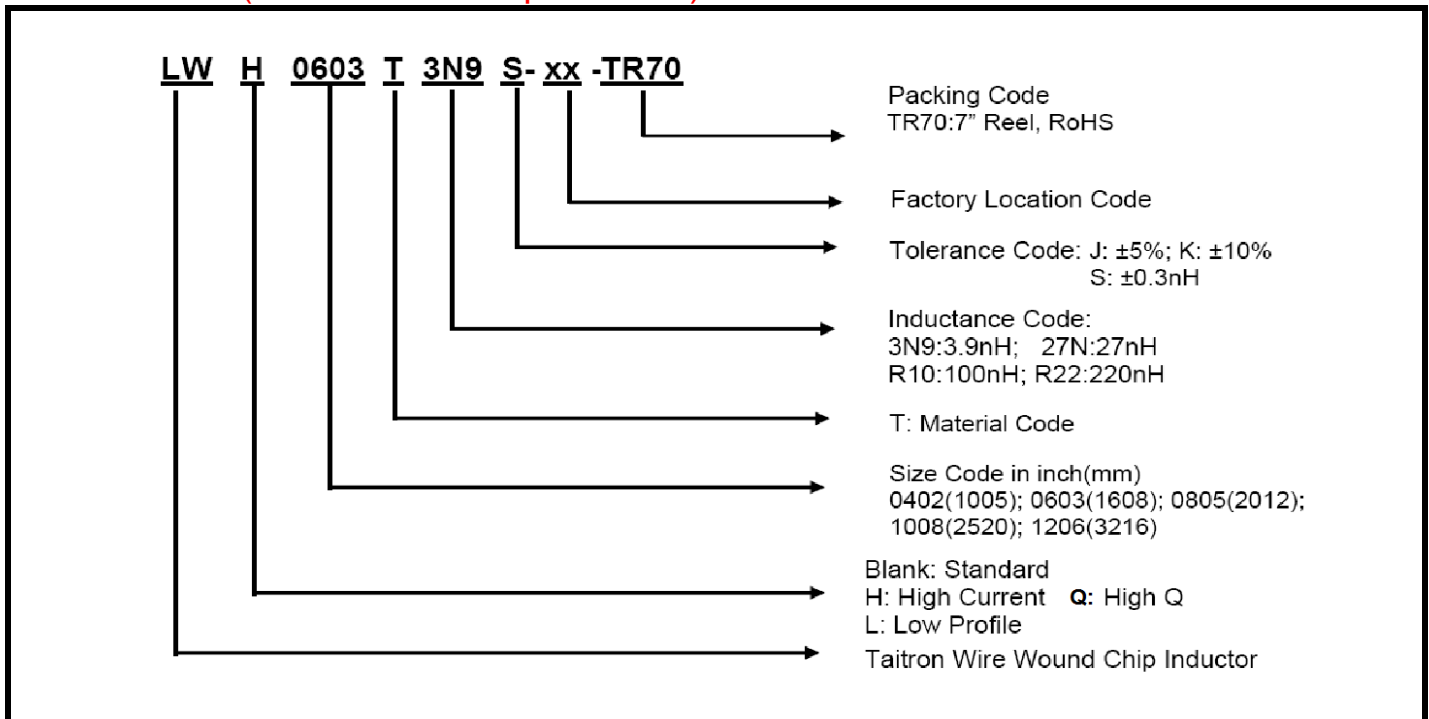 LW H 0603 T 3N9 S- xx -TR70
Packing Code
TR70:7” Reel, RoHS
Factory Location Code
Tolerance Code: J: ±5%; K: ±10%
S: ±0.3nH
Inductance Code:
3N9:3.9nH; 27N:27nH
R10:100nH; R22:220nH
T: Material Code
Size Code in inch(mm)
0402(1005); 0603(1608); 0805(2012);
1008(2520); 1206(3216)
Blank: Standard
H: High Current Q: High Q
L: Low Profile
Taitron Wire Wound Chip Inductor